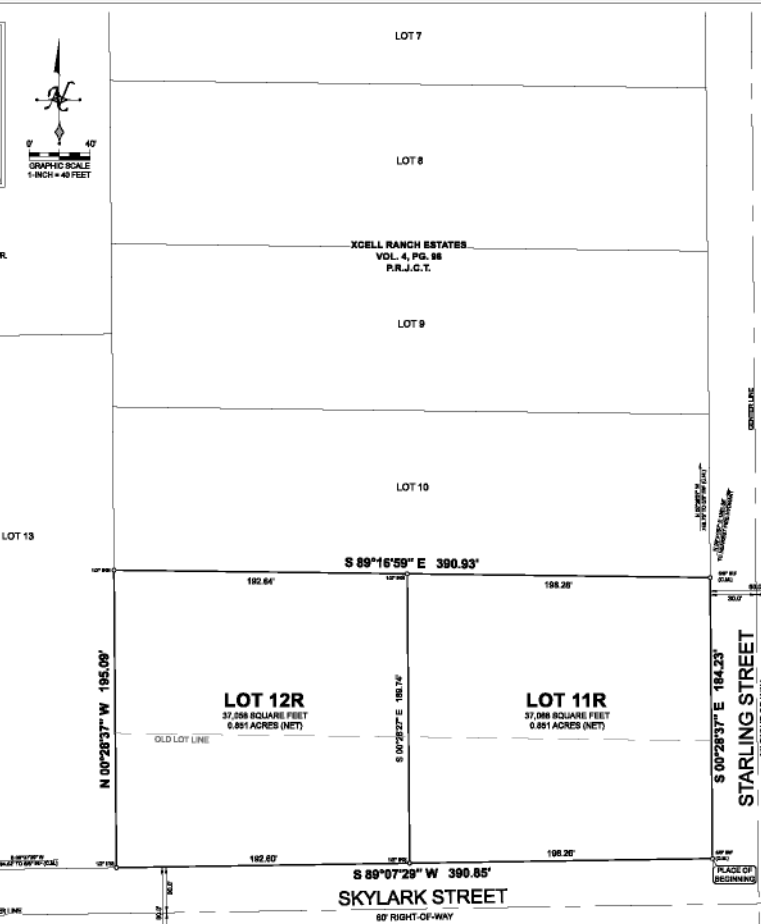 LOT 7
0' 40'
GRAPHIC SCALE
1-INCH = 40 FEET
LOT 8
R.
XCELL RANCH ESTATES
VOL. 4, PG. 98
P.R.J.C.T.
LOT 9
CENTER LINE
LOT 10
LOT 13
S 89°16'59" E 390.93'
192.64'
198.28'
30.0'
N 00°28'37" W 195.09'
S 00°28'27" E 189.74'
S 00°28'37" E 184.23'
STARLING STREET
LOT 12R
37,056 SQUARE FEET
0.851 ACRES (NET)
LOT 11R
37,068 SQUARE FEET
0.851 ACRES (NET)
OLD LOT LINE
192.60'
198.26'
S 89°07'29" W 390.85'
PLACE OF
BEGINNING
SKYLARK STREET
60' RIGHT-OF-WAY